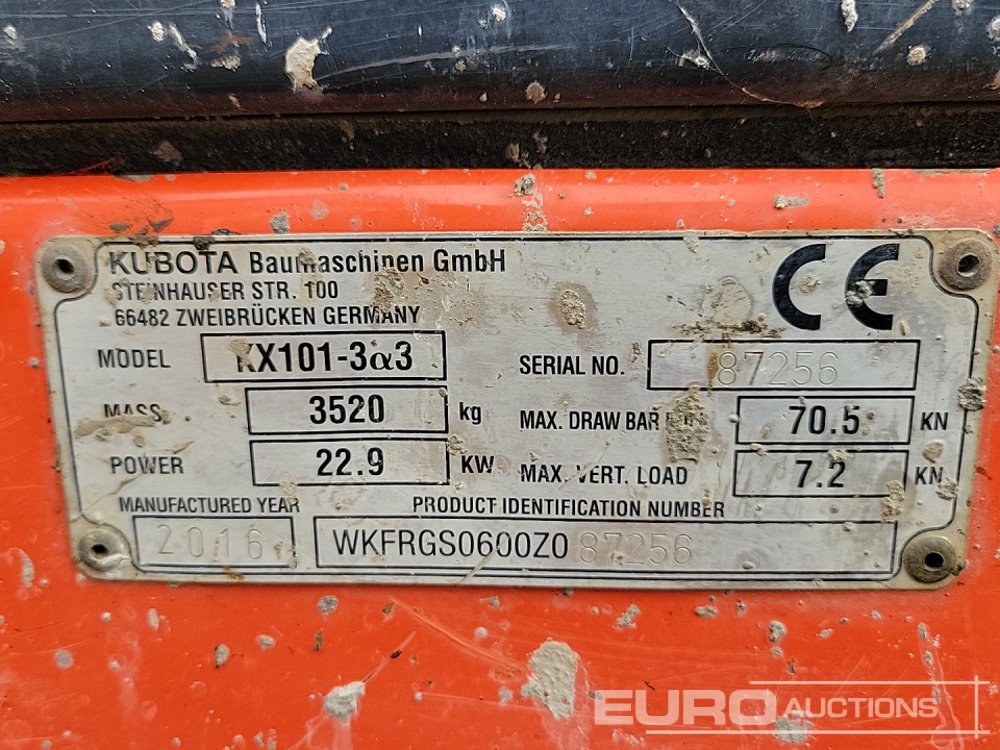 KUBOTA Baumaschinen GmbH
STEINHAUSER STR. 100
66482 ZWEIBRÜCKEN GERMANY
CE
MODEL KX101-3α3
SERIAL NO. 87256
MASS 3520 kg
MAX. DRAW BAR
70.5 KN
POWER 22.9 KW
MAX. VERT. LOAD 7.2 KN
MANUFACTURED YEAR
2016
PRODUCT IDENTIFICATION NUMBER
WKFRGS0600Z087256
EURO AUCTIONS